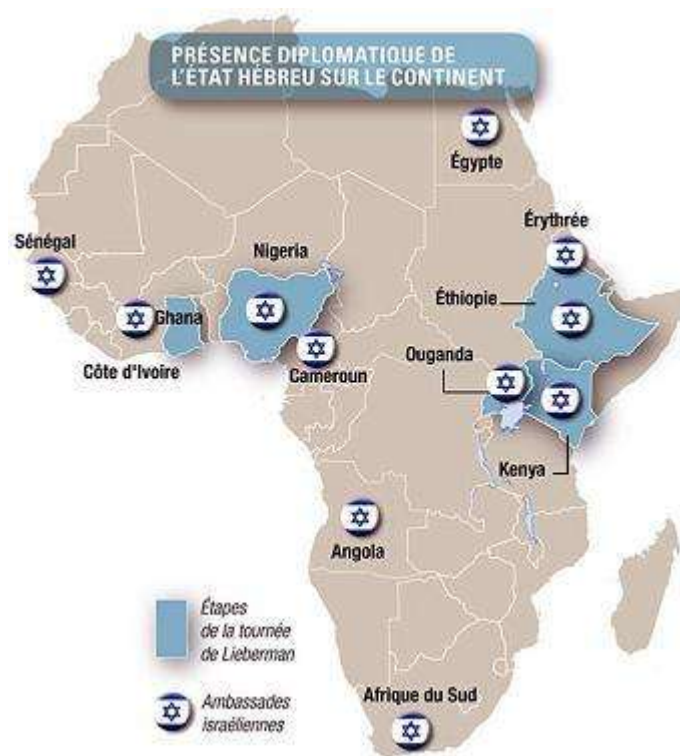 PRÉSENCE DIPLOMATIQUE DE
L'ÉTAT HÉBREU SUR LE CONTINENT
Égypte
Érythrée
Sénégal
Nigeria
Éthiopie
Ghana
Ouganda
Côte d'Ivoire
Cameroun
Kenya
Angola
Étapes
de la tournée
de Lieberman
Afrique du Sud
Ambassades
israéliennes